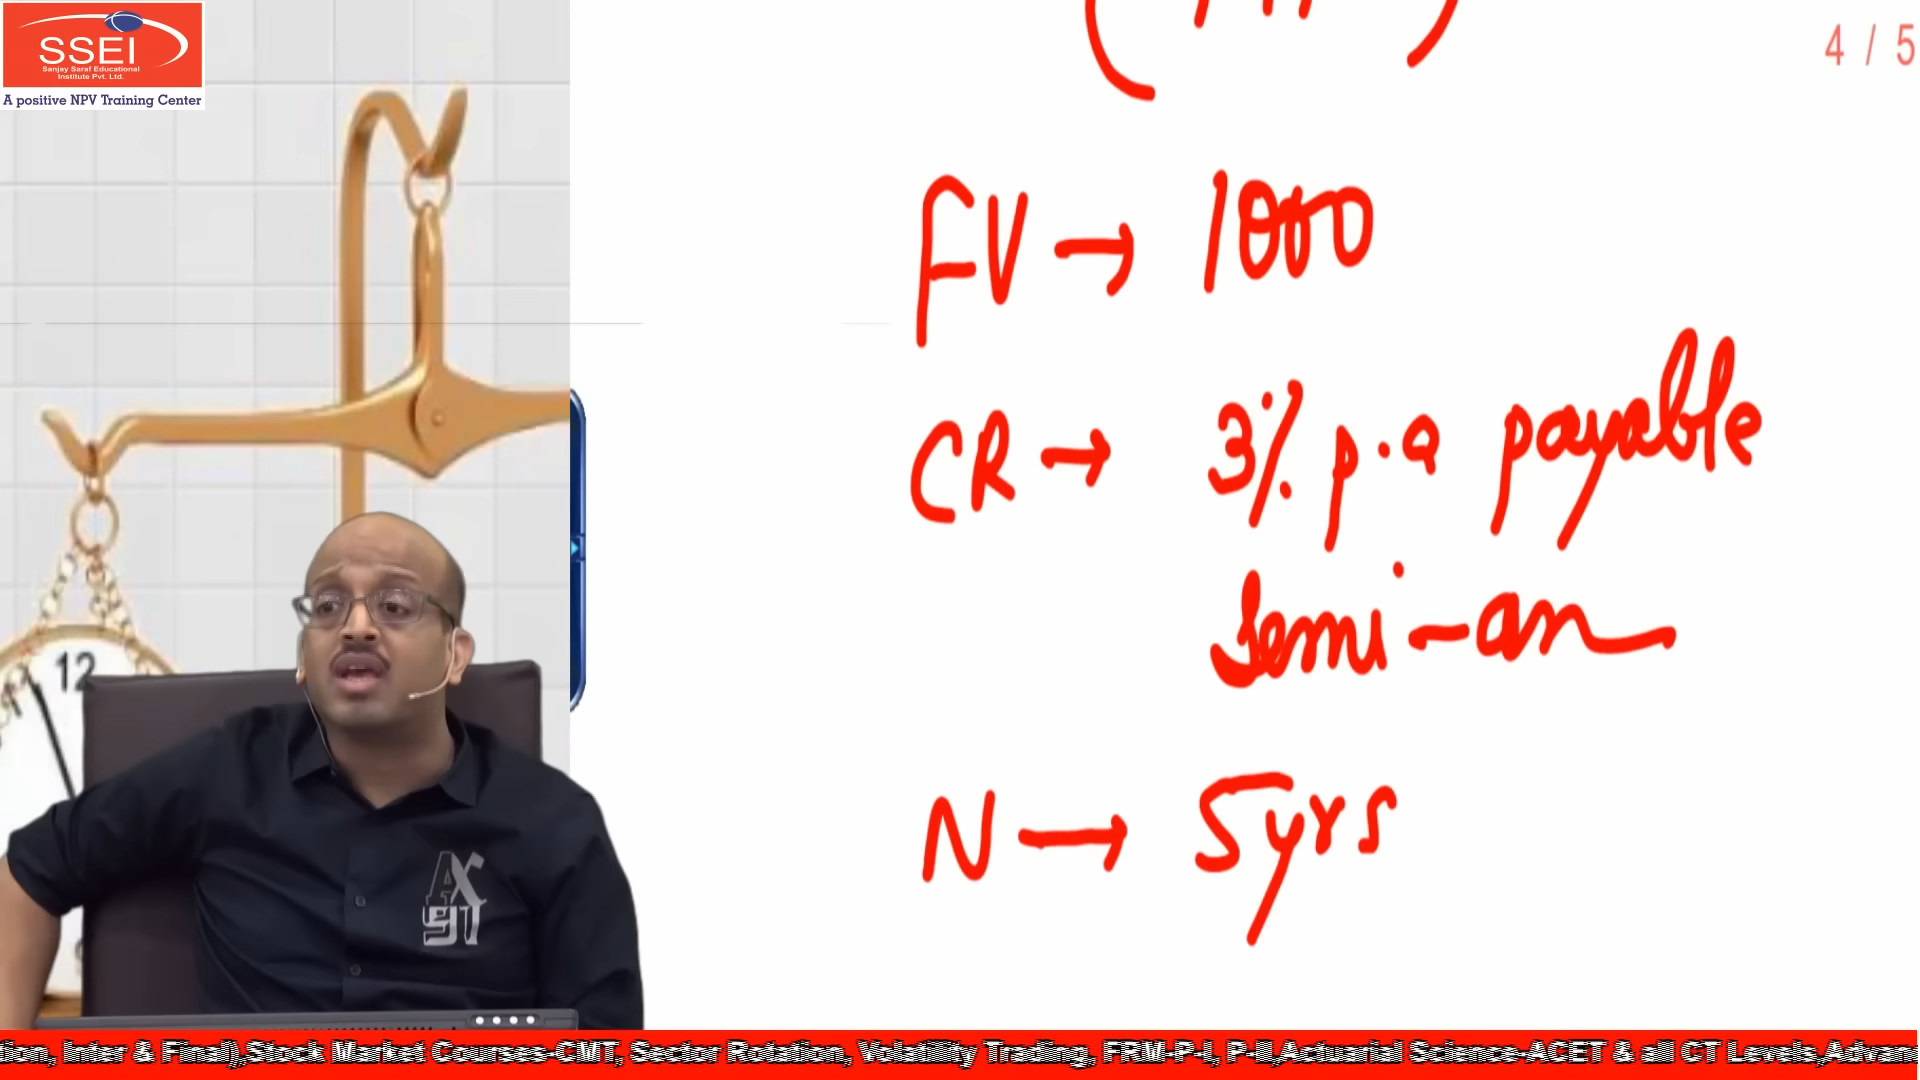 SSEI
Sanjay Saraf Educational
Institute Pvt. Ltd.
A positive NPV Training Center
4 / 5
FV → 1000
CR → 3% p.a payable
Semi-an
N → 5yrs
12
tion, Inter & Final),Stock Market Courses-CMT, Sector Rotation, Volatility Trading, FRM-P-I, P-II,Actuarial Science-ACET & all CT Levels,Advan